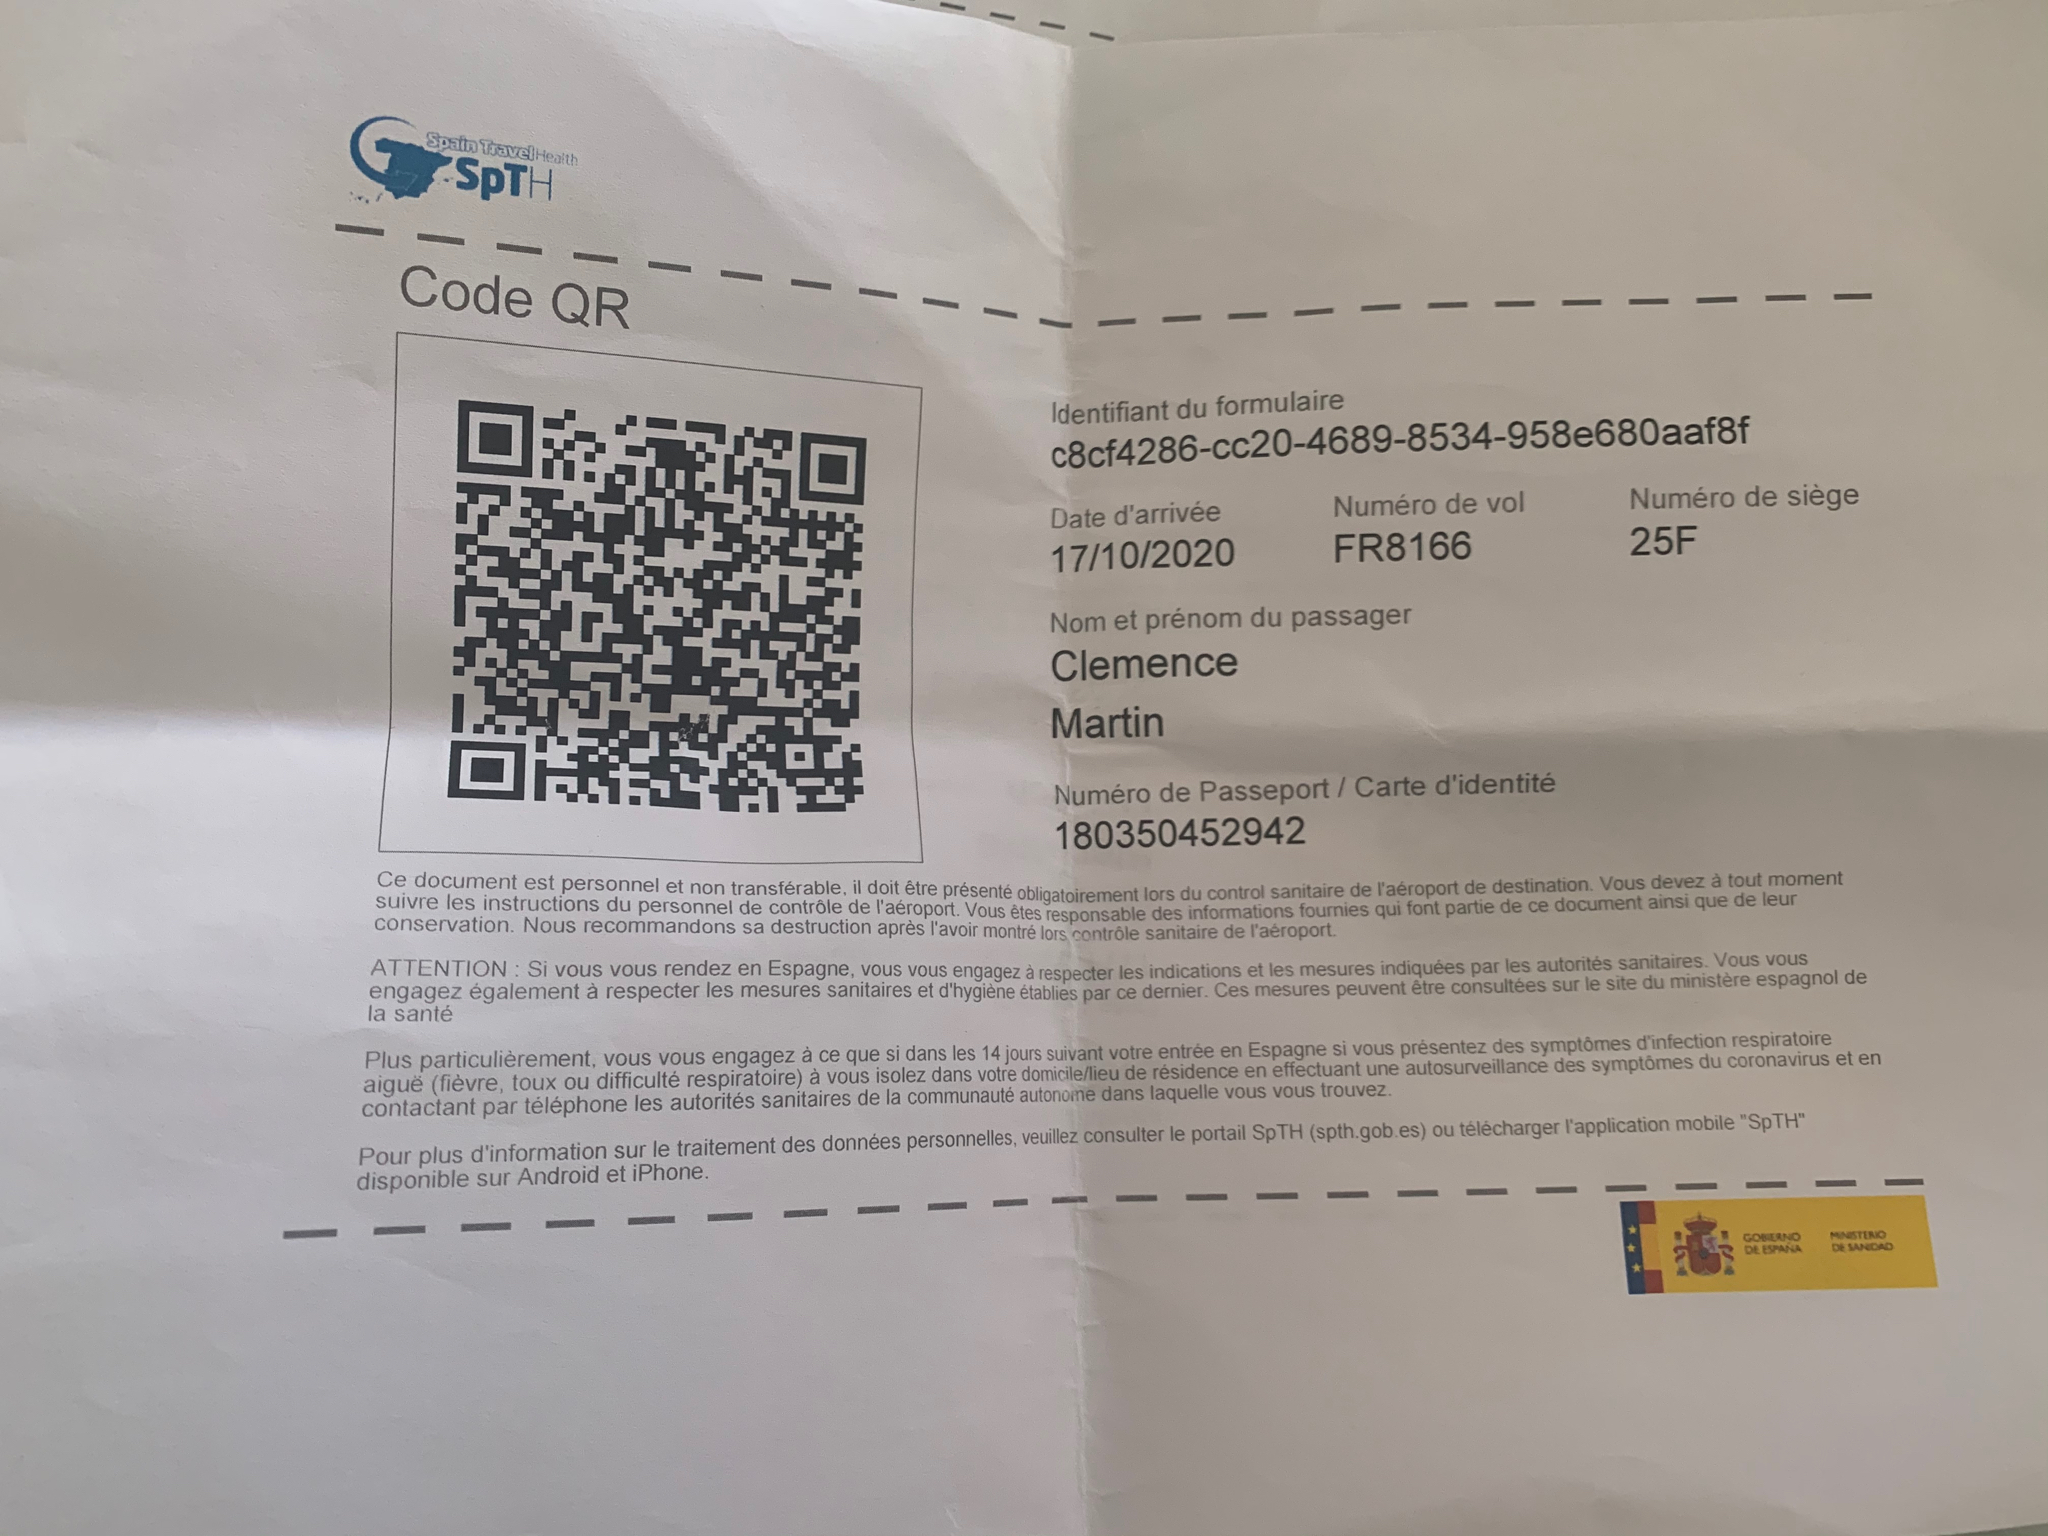 Spain Travel Health
SpTH
Code QR
Identifiant du formulaire
c8cf4286-cc20-4689-8534-958e680aaf8f
Date d'arrivée Numéro de vol Numéro de siège
17/10/2020 FR8166 25F
Nom et prénom du passager
Clemence
Martin
Numéro de Passeport / Carte d'identité
180350452942
Ce document est personnel et non transférable, il doit être présenté obligatoirement lors du control sanitaire de l'aéroport de destination. Vous devez à tout moment
suivre les instructions du personnel de contrôle de l'aéroport. Vous êtes responsable des informations fournies qui font partie de ce document ainsi que de leur
conservation. Nous recommandons sa destruction après l'avoir montré lors contrôle sanitaire de l'aéroport.
ATTENTION : Si vous vous rendez en Espagne, vous vous engagez à respecter les indications et les mesures indiquées par les autorités sanitaires. Vous vous
engagez également à respecter les mesures sanitaires et d'hygiène établies par ce dernier. Ces mesures peuvent être consultées sur le site du ministère espagnol de
la santé
Plus particulièrement, vous vous engagez à ce que si dans les 14 jours suivant votre entrée en Espagne si vous présentez des symptômes d'infection respiratoire
aiguë (fièvre, toux ou difficulté respiratoire) à vous isolez dans votre domicile/lieu de résidence en effectuant une autosurveillance des symptômes du coronavirus et en
contactant par téléphone les autorités sanitaires de la communauté autonome dans laquelle vous vous trouvez.
Pour plus d'information sur le traitement des données personnelles, veuillez consulter le portail SpTH (spth.gob.es) ou télécharger l'application mobile "SpTH"
disponible sur Android et iPhone.
GOBIERNO MINISTERIO
DE ESPAÑA DE SANIDAD